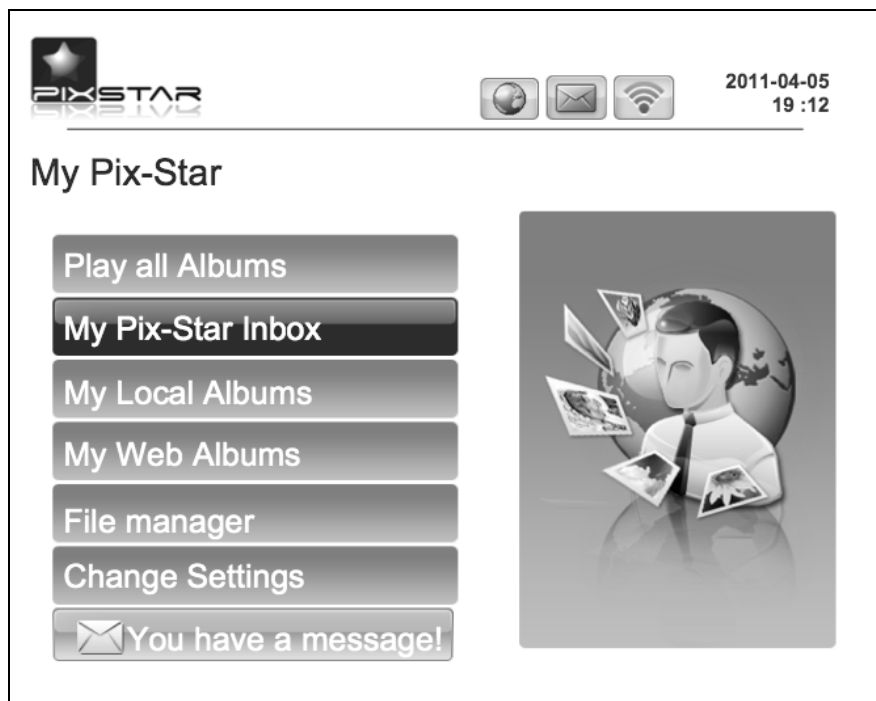 PIXSTAR
2011-04-05
19 :12
My Pix-Star
Play all Albums
My Pix-Star Inbox
My Local Albums
My Web Albums
File manager
Change Settings
You have a message!